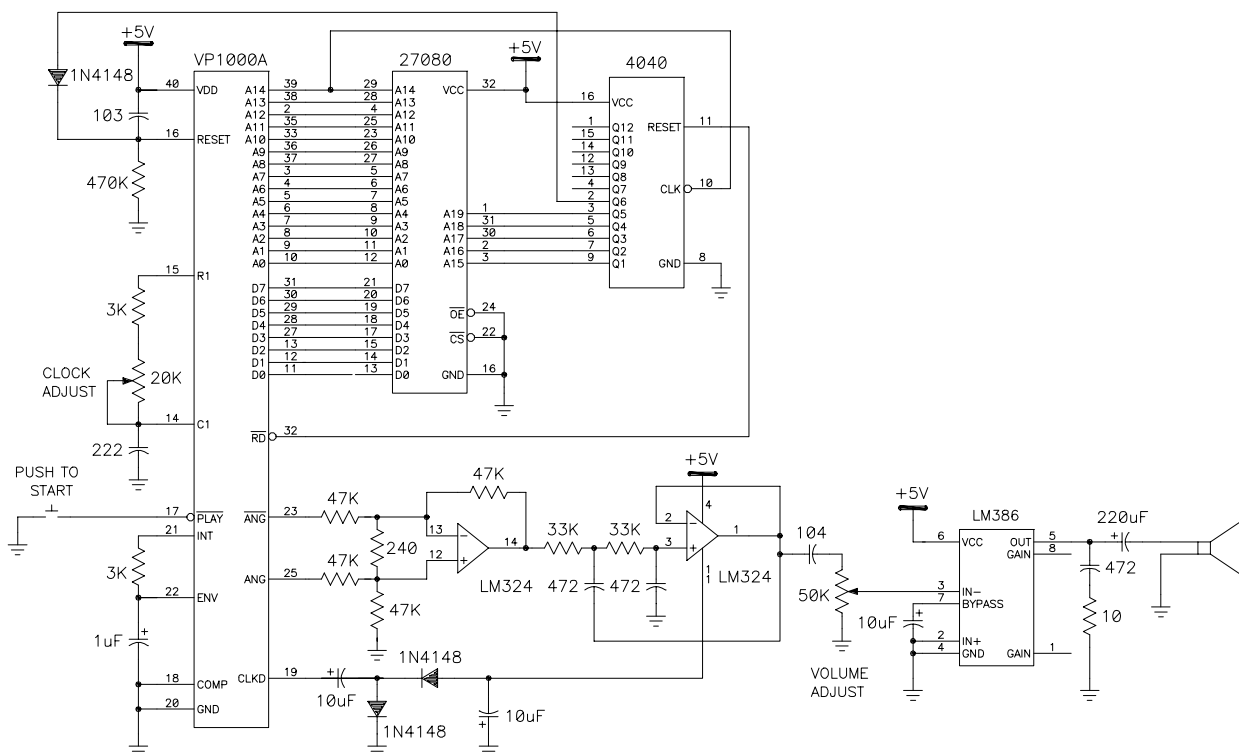 +5V
1N4148
103
470K
VP1000A
40 VDD
16 RESET
15 R1
3K
CLOCK
ADJUST
20K
14 C1
222
PUSH TO
START
17 PLAY
21 INT
3K
22 ENV
1uF
+
18 COMP
20 GND
A14 39
A13 38
A12 2
A11 35
A10 33
A9 36
A8 37
A7 3
A6 4
A5 5
A4 6
A3 7
A2 8
A1 9
A0 10
D7 31
D6 30
D5 29
D4 28
D3 27
D2 13
D1 12
D0 11
RD 32
ANG 23
ANG 25
CLKD 19
27080
29 A14
28 A13
4 A12
25 A11
23 A10
26 A9
27 A8
5 A7
6 A6
7 A5
8 A4
9 A3
10 A2
11 A1
12 A0
21 D7
20 D6
19 D5
18 D4
17 D3
15 D2
14 D1
13 D0
VCC 32
A19 1
A18 31
A17 30
A16 2
A15 3
OE 24
CS 22
GND 16
+5V
4040
16 VCC
1 Q12
15 Q11
14 Q10
12 Q9
13 Q8
4 Q7
2 Q6
3 Q5
5 Q4
6 Q3
7 Q2
9 Q1
RESET 11
CLK 10
GND 8
47K
47K
240
47K
47K
13 −
12 +
14
LM324
33K
33K
472
472
+5V
4
2 −
3 +
1
11
LM324
104
50K
VOLUME
ADJUST
+
10uF
1N4148
1N4148
10uF
+
+5V
LM386
6 VCC
3 IN-
7 BYPASS
2 IN+
4 GND
OUT 5
GAIN 8
GAIN 1
10uF
+
220uF
+
472
10